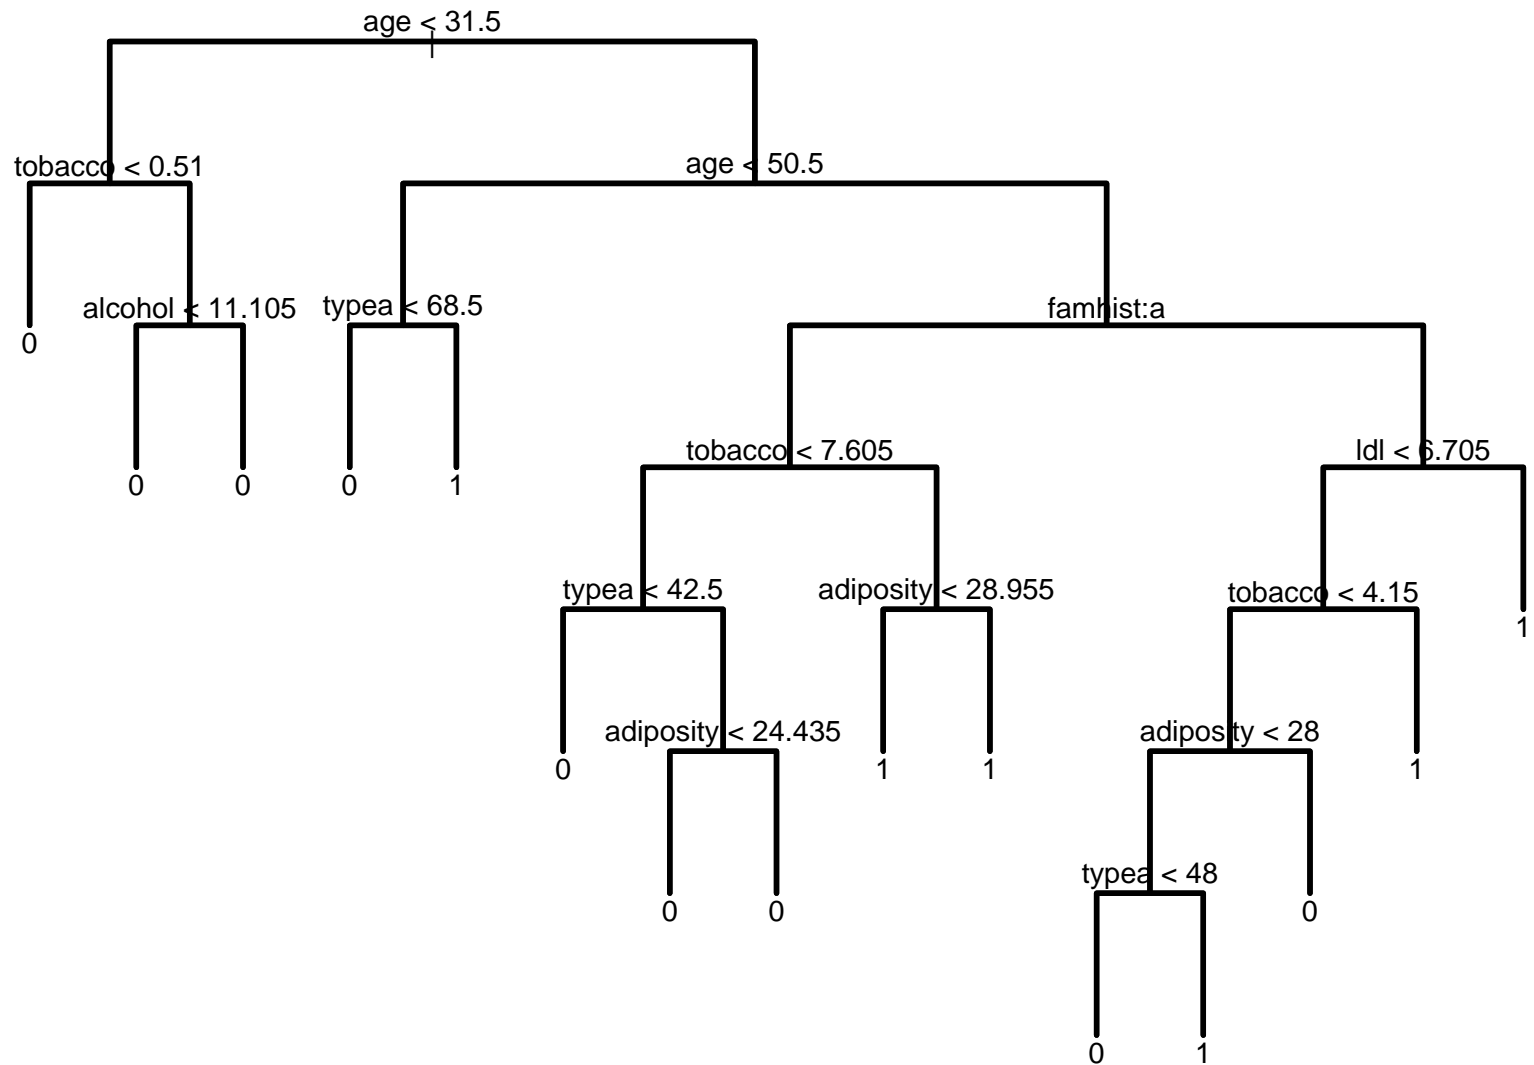 age < 31.5
tobacco < 0.51
age < 50.5
0
alcohol < 11.105
typea < 68.5
famhist:a
0
0
0
1
tobacco < 7.605
ldl < 6.705
typea < 42.5
adiposity < 28.955
tobacco < 4.15
1
0
adiposity < 24.435
1
1
adiposity < 28
1
0
0
typea < 48
0
0
1